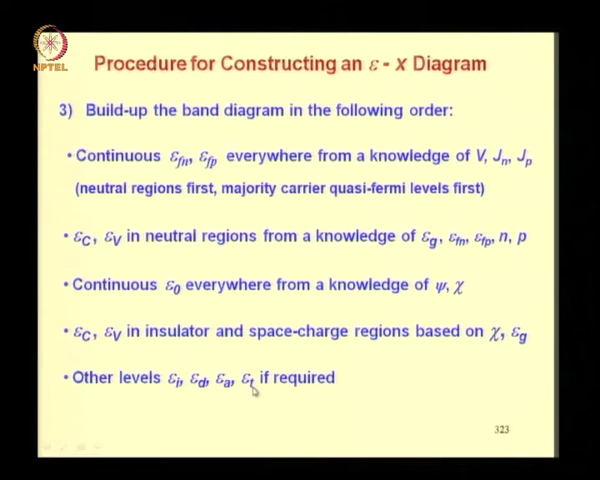 NPTEL
Procedure for Constructing an ε - x Diagram
3) Build-up the band diagram in the following order:
• Continuous εfn, εfp everywhere from a knowledge of V, Jn, Jp
(neutral regions first, majority carrier quasi-fermi levels first)
• εC, εV in neutral regions from a knowledge of εg, εfn, εfp, n, p
• Continuous ε0 everywhere from a knowledge of ψ, χ
• εC, εV in insulator and space-charge regions based on χ, εg
• Other levels εi, εd, εa, εt if required
323